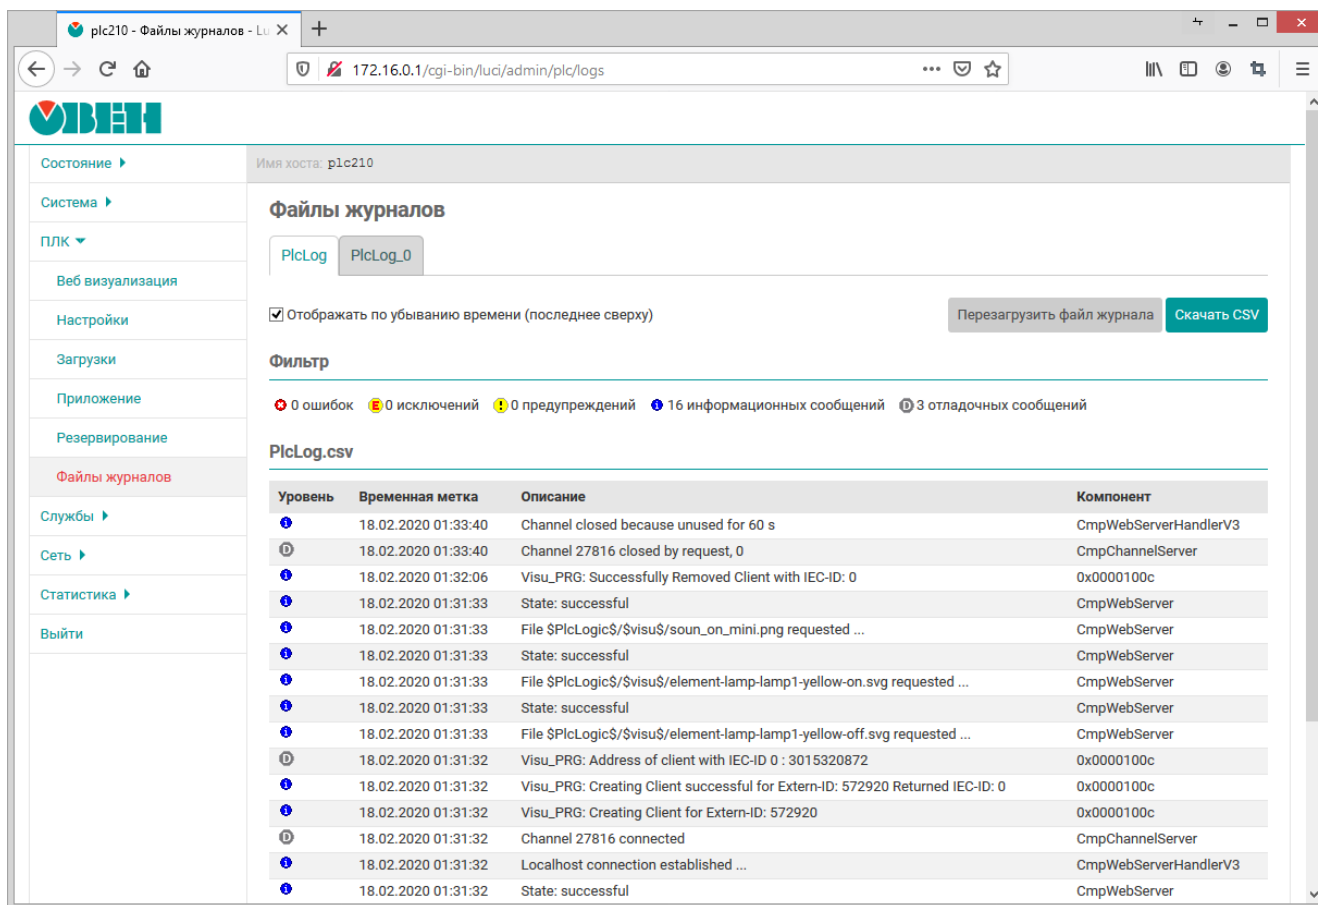 plc210 - Файлы журналов - Lu
172.16.0.1/cgi-bin/luci/admin/plc/logs
ОВЕН
Состояние
Система
ПЛК
Веб визуализация
Настройки
Загрузки
Приложение
Резервирование
Файлы журналов
Службы
Сеть
Статистика
Выйти
Имя хоста: plc210
Файлы журналов
PlcLog PlcLog_0
Отображать по убыванию времени (последнее сверху) Перезагрузить файл журнала Скачать CSV
Фильтр
0 ошибок E 0 исключений ! 0 предупреждений i 16 информационных сообщений D 3 отладочных сообщений
PlcLog.csv
Уровень Временная метка Описание Компонент
i 18.02.2020 01:33:40 Channel closed because unused for 60 s CmpWebServerHandlerV3
D 18.02.2020 01:33:40 Channel 27816 closed by request, 0 CmpChannelServer
i 18.02.2020 01:32:06 Visu_PRG: Successfully Removed Client with IEC-ID: 0 0x0000100c
i 18.02.2020 01:31:33 State: successful CmpWebServer
i 18.02.2020 01:31:33 File $PlcLogic$/$visu$/soun_on_mini.png requested ... CmpWebServer
i 18.02.2020 01:31:33 State: successful CmpWebServer
i 18.02.2020 01:31:33 File $PlcLogic$/$visu$/element-lamp-lamp1-yellow-on.svg requested ... CmpWebServer
i 18.02.2020 01:31:33 State: successful CmpWebServer
i 18.02.2020 01:31:33 File $PlcLogic$/$visu$/element-lamp-lamp1-yellow-off.svg requested ... CmpWebServer
D 18.02.2020 01:31:32 Visu_PRG: Address of client with IEC-ID 0 : 3015320872 0x0000100c
i 18.02.2020 01:31:32 Visu_PRG: Creating Client successful for Extern-ID: 572920 Returned IEC-ID: 0 0x0000100c
i 18.02.2020 01:31:32 Visu_PRG: Creating Client for Extern-ID: 572920 0x0000100c
D 18.02.2020 01:31:32 Channel 27816 connected CmpChannelServer
i 18.02.2020 01:31:32 Localhost connection established ... CmpWebServerHandlerV3
i 18.02.2020 01:31:32 State: successful CmpWebServer